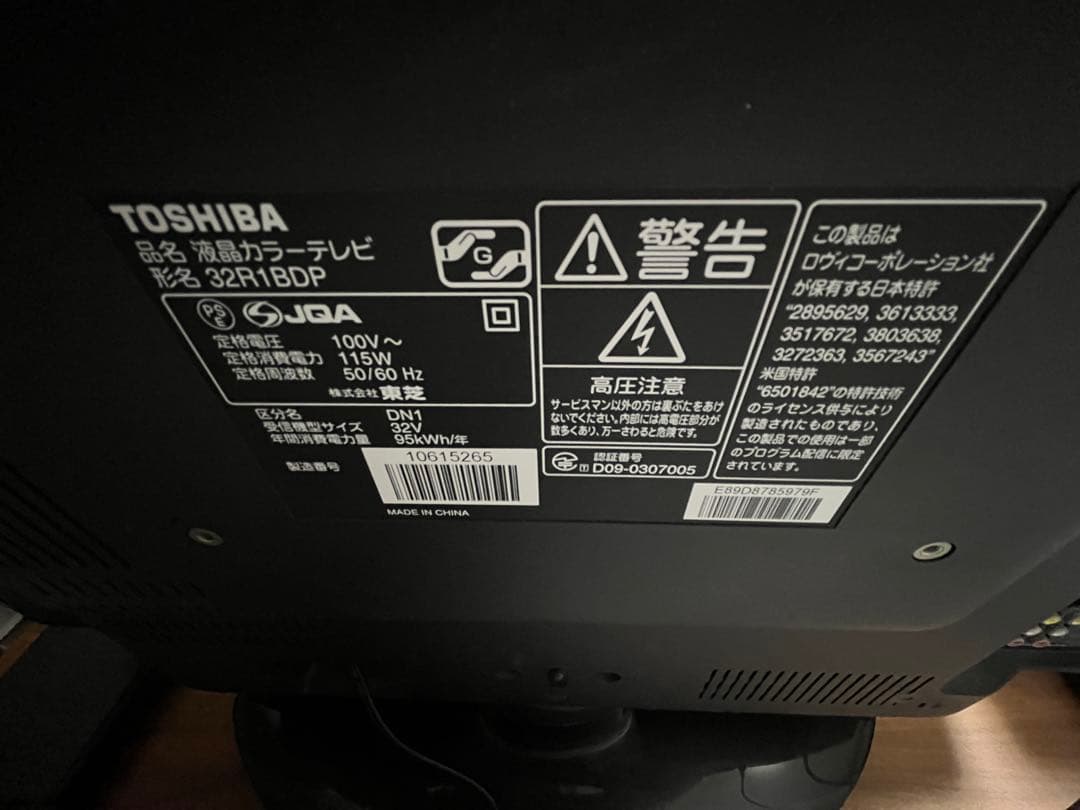 TOSHIBA
品名 液晶カラーテレビ
形名 32R1BDP
G
PS
E
JQA
定格電圧 100V~
定格消費電力 115W
定格周波数 50/60 Hz
株式会社 東芝
区分名 DN1
受信機型サイズ 32V
年間消費電力量 95kWh/年
製造番号 10615265
MADE IN CHINA
警告
高圧注意
サービスマン以外の方は裏ぶたをあけ
ないでください。内部には高電圧部分が
数多くあり、万一さわると危険です。
認証番号
T D09-0307005
この製品は
ロヴィコーポレーション社
が保有する日本特許
"2895629, 3613333,
3517672, 3803638,
3272363, 3567243"
米国特許
"6501842"の特許技術
のライセンス供与により
製造されたものであり、
この製品での使用は一部
のプログラム配信に限定
されています。
E89D8785979F